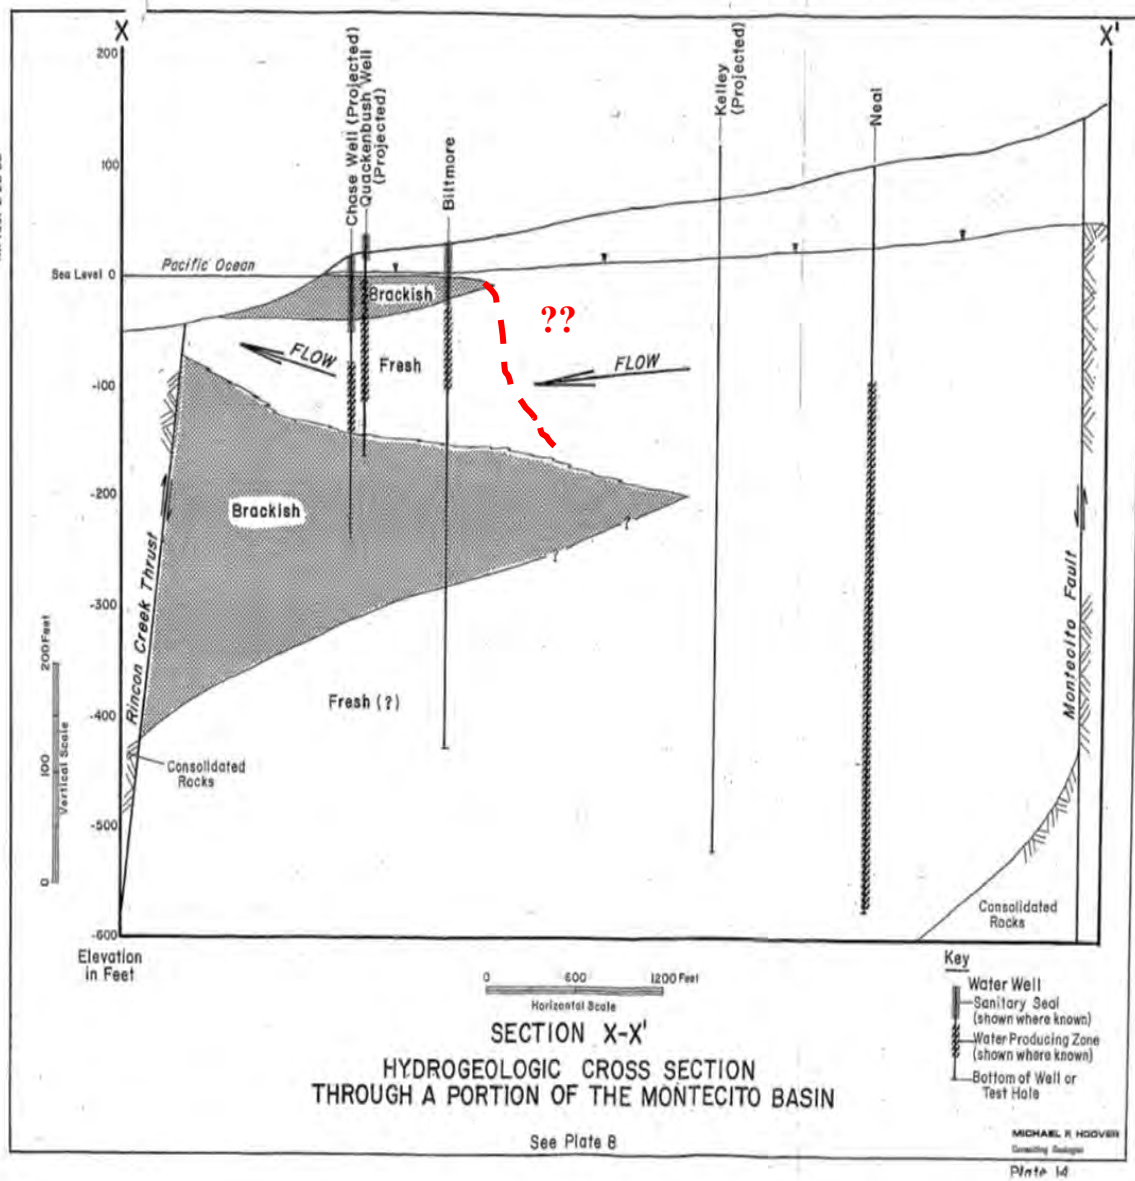 X
X'
200
100
Sea Level 0
-100
-200
-300
-400
-500
-600
Elevation
in Feet
Chase Well (Projected)
Quackenbush Well
(Projected)
Biltmore
Kelley
(Projected)
Neal
Pacific Ocean
Brackish
??
FLOW
Fresh
FLOW
Brackish
?
?
Rincon Creek Thrust
Montecito Fault
Fresh (?)
Consolidated
Rocks
Consolidated
Rocks
200 Feet
100
0
Vertical Scale
0 600 1200 Feet
Horizontal Scale
Key
Water Well
Sanitary Seal
(shown where known)
Water Producing Zone
(shown where known)
Bottom of Well or
Test Hole
SECTION X-X'
HYDROGEOLOGIC CROSS SECTION
THROUGH A PORTION OF THE MONTECITO BASIN
See Plate 8
MICHAEL F. HOOVER
Consulting Geologist
Plate 14